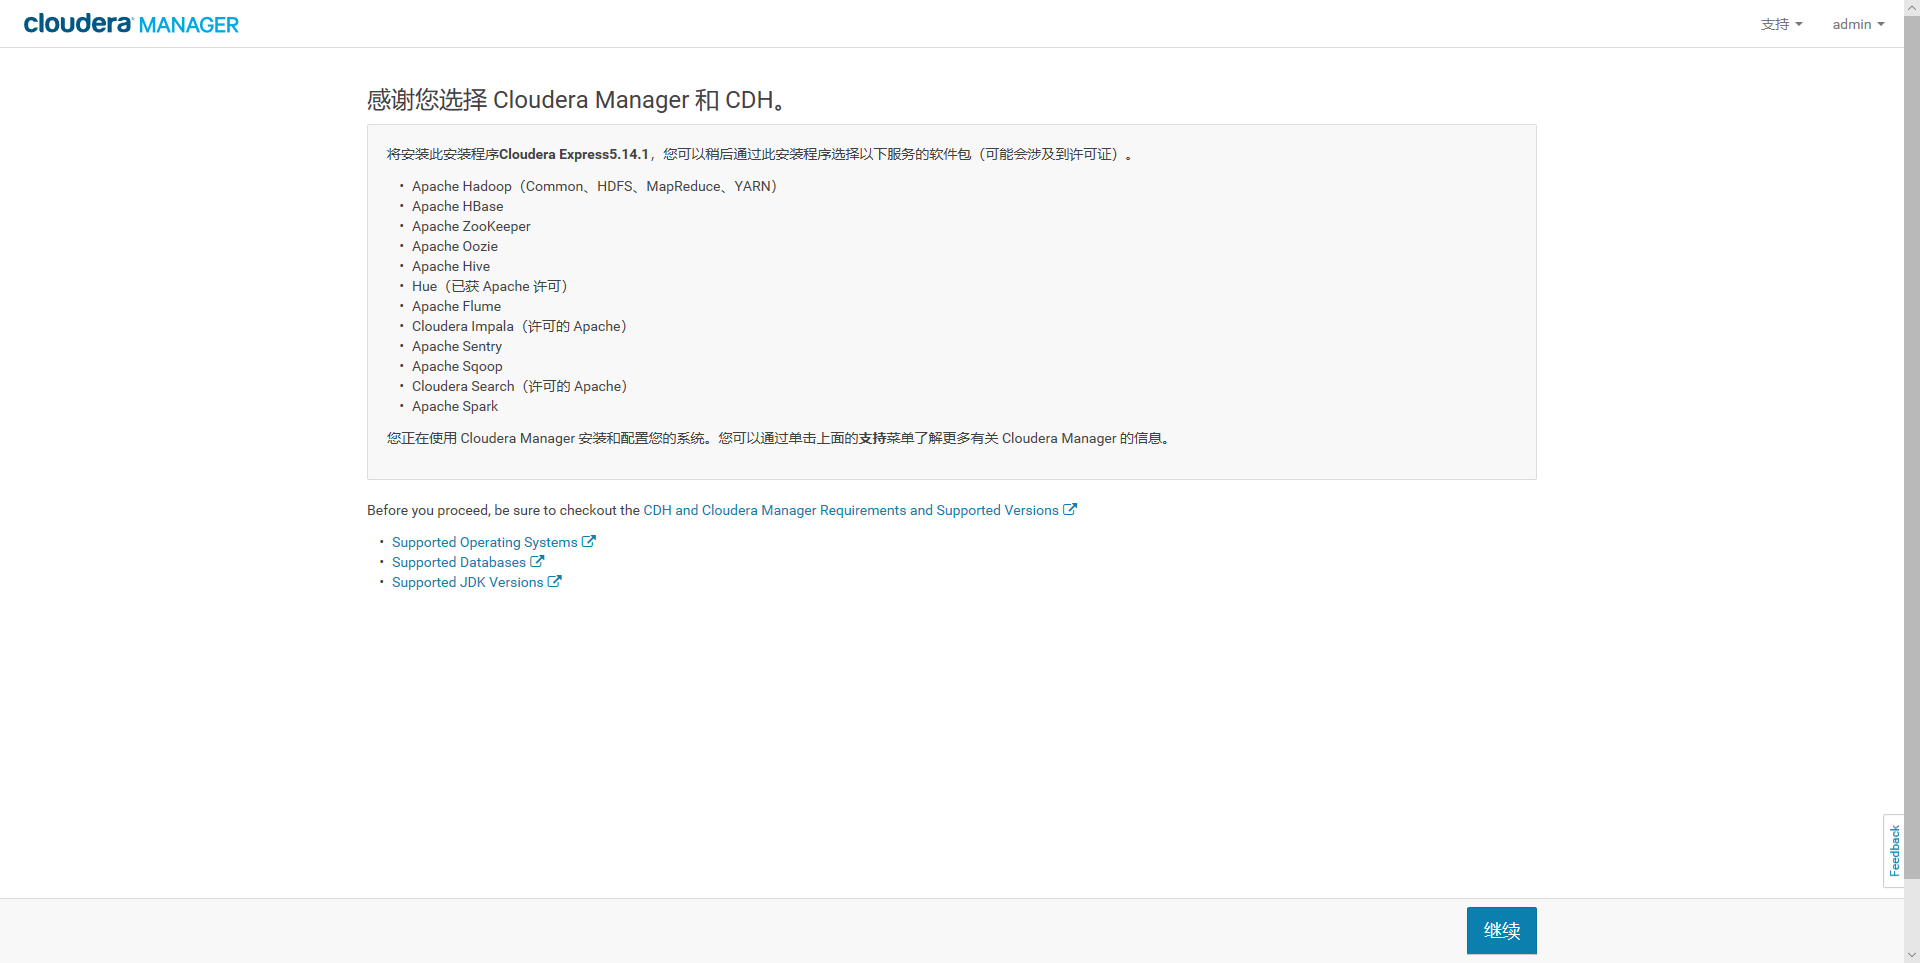 cloudera MANAGER
支持
admin
感谢您选择 Cloudera Manager 和 CDH。
将安装此安装程序Cloudera Express5.14.1，您可以稍后通过此安装程序选择以下服务的软件包（可能会涉及到许可证）。
• Apache Hadoop（Common、HDFS、MapReduce、YARN）
• Apache HBase
• Apache ZooKeeper
• Apache Oozie
• Apache Hive
• Hue（已获 Apache 许可）
• Apache Flume
• Cloudera Impala（许可的 Apache）
• Apache Sentry
• Apache Sqoop
• Cloudera Search（许可的 Apache）
• Apache Spark
您正在使用 Cloudera Manager 安装和配置您的系统。您可以通过单击上面的支持菜单了解更多有关 Cloudera Manager 的信息。
Before you proceed, be sure to checkout the CDH and Cloudera Manager Requirements and Supported Versions
• Supported Operating Systems
• Supported Databases
• Supported JDK Versions
Feedback
继续